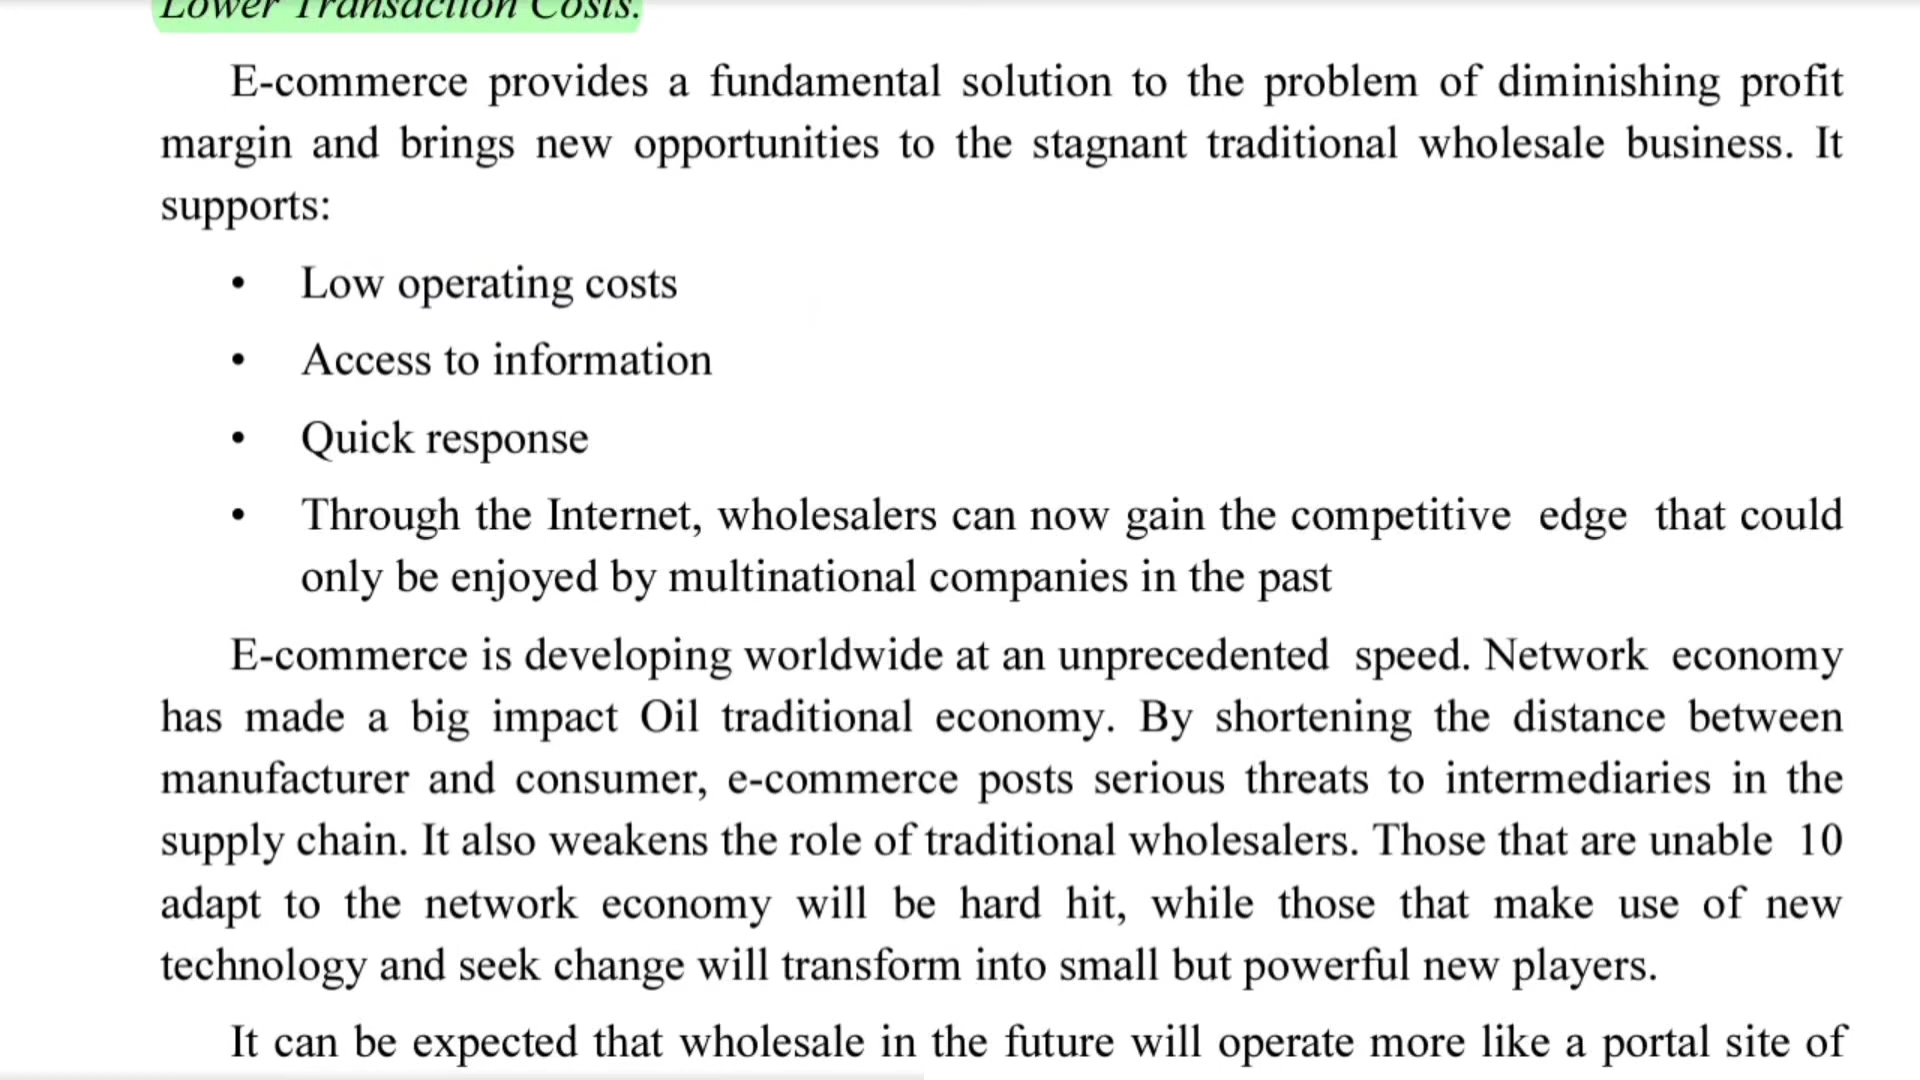 Lower Transaction Costs.
E-commerce provides a fundamental solution to the problem of diminishing profit
margin and brings new opportunities to the stagnant traditional wholesale business. It
supports:
• Low operating costs
• Access to information
• Quick response
• Through the Internet, wholesalers can now gain the competitive edge that could
only be enjoyed by multinational companies in the past
E-commerce is developing worldwide at an unprecedented speed. Network economy
has made a big impact Oil traditional economy. By shortening the distance between
manufacturer and consumer, e-commerce posts serious threats to intermediaries in the
supply chain. It also weakens the role of traditional wholesalers. Those that are unable 10
adapt to the network economy will be hard hit, while those that make use of new
technology and seek change will transform into small but powerful new players.
It can be expected that wholesale in the future will operate more like a portal site of